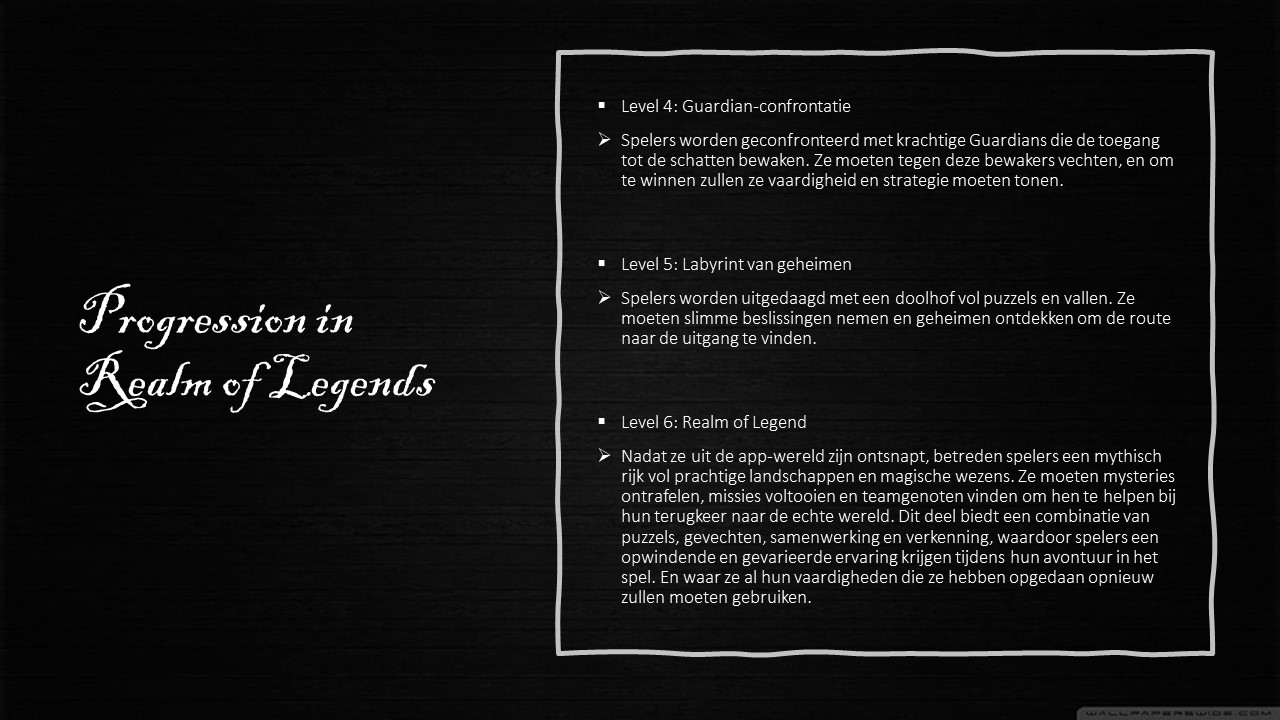 Progression in
Realm of Legends
▪ Level 4: Guardian-confrontatie
➢ Spelers worden geconfronteerd met krachtige Guardians die de toegang
tot de schatten bewaken. Ze moeten tegen deze bewakers vechten, en om
te winnen zullen ze vaardigheid en strategie moeten tonen.
▪ Level 5: Labyrint van geheimen
➢ Spelers worden uitgedaagd met een doolhof vol puzzels en vallen. Ze
moeten slimme beslissingen nemen en geheimen ontdekken om de route
naar de uitgang te vinden.
▪ Level 6: Realm of Legend
➢ Nadat ze uit de app-wereld zijn ontsnapt, betreden spelers een mythisch
rijk vol prachtige landschappen en magische wezens. Ze moeten mysteries
ontrafelen, missies voltooien en teamgenoten vinden om hen te helpen bij
hun terugkeer naar de echte wereld. Dit deel biedt een combinatie van
puzzels, gevechten, samenwerking en verkenning, waardoor spelers een
opwindende en gevarieerde ervaring krijgen tijdens hun avontuur in het
spel. En waar ze al hun vaardigheden die ze hebben opgedaan opnieuw
zullen moeten gebruiken.
WALLPAPERSWIDE.COM